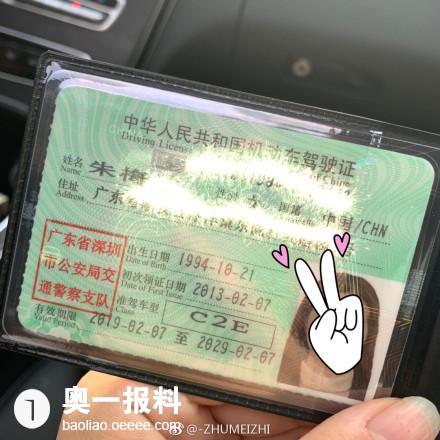 中华人民共和国机动车驾驶证
Driving License
China
姓名 朱梅
Name
国籍 中国/CHN
住址 广东
Address
出生日期 1994-10-21
Date of Birth
初次领证日期 2013-02-07
Date of First Issue
准驾车型 C2E
Class
广东省深圳
市公安局交
通警察支队
有效期限 2019-02-07 至 2029-02-07
Valid Period
1 奥一报料
baoliao.oeeee.com
@-ZHUMEIZHI